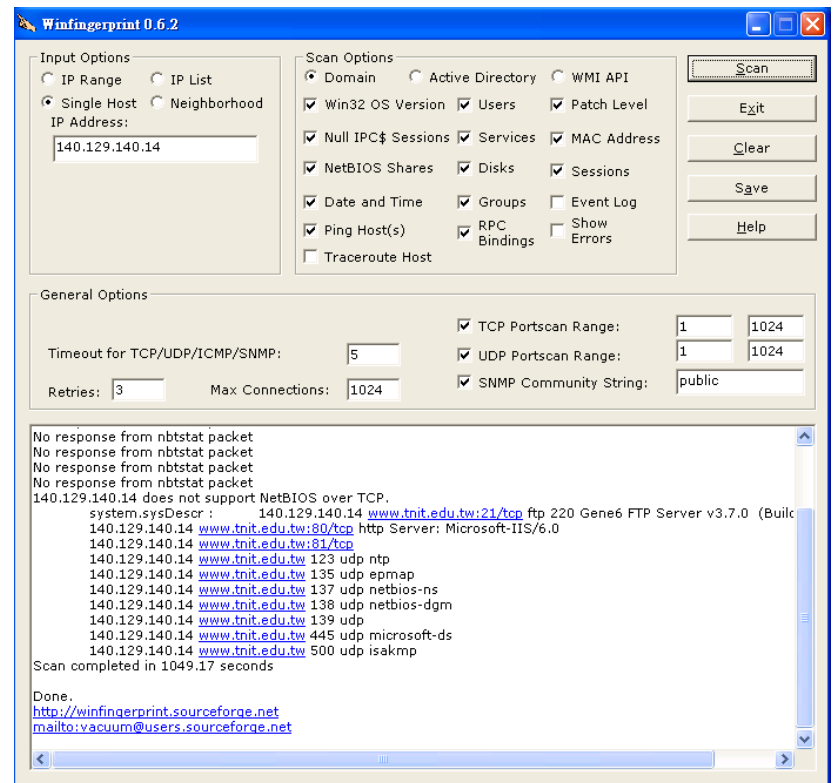 Winfingerprint 0.6.2
Input Options
IP Range IP List
Single Host Neighborhood
IP Address:
140.129.140.14
Scan Options
Domain Active Directory WMI API
Win32 OS Version Users Patch Level
Null IPC$ Sessions Services MAC Address
NetBIOS Shares Disks Sessions
Date and Time Groups Event Log
Ping Host(s) RPC Bindings Show Errors
Traceroute Host
Scan
Exit
Clear
Save
Help
General Options
Timeout for TCP/UDP/ICMP/SNMP: 5
Retries: 3 Max Connections: 1024
TCP Portscan Range: 1 1024
UDP Portscan Range: 1 1024
SNMP Community String: public
No response from nbtstat packet
No response from nbtstat packet
No response from nbtstat packet
No response from nbtstat packet
140.129.140.14 does not support NetBIOS over TCP.
system.sysDescr : 140.129.140.14 www.tnit.edu.tw:21/tcp ftp 220 Gene6 FTP Server v3.7.0 (Builc
140.129.140.14 www.tnit.edu.tw:80/tcp http Server: Microsoft-IIS/6.0
140.129.140.14 www.tnit.edu.tw:81/tcp
140.129.140.14 www.tnit.edu.tw 123 udp ntp
140.129.140.14 www.tnit.edu.tw 135 udp epmap
140.129.140.14 www.tnit.edu.tw 137 udp netbios-ns
140.129.140.14 www.tnit.edu.tw 138 udp netbios-dgm
140.129.140.14 www.tnit.edu.tw 139 udp
140.129.140.14 www.tnit.edu.tw 445 udp microsoft-ds
140.129.140.14 www.tnit.edu.tw 500 udp isakmp
Scan completed in 1049.17 seconds
Done.
http://winfingerprint.sourceforge.net
mailto:vacuum@users.sourceforge.net